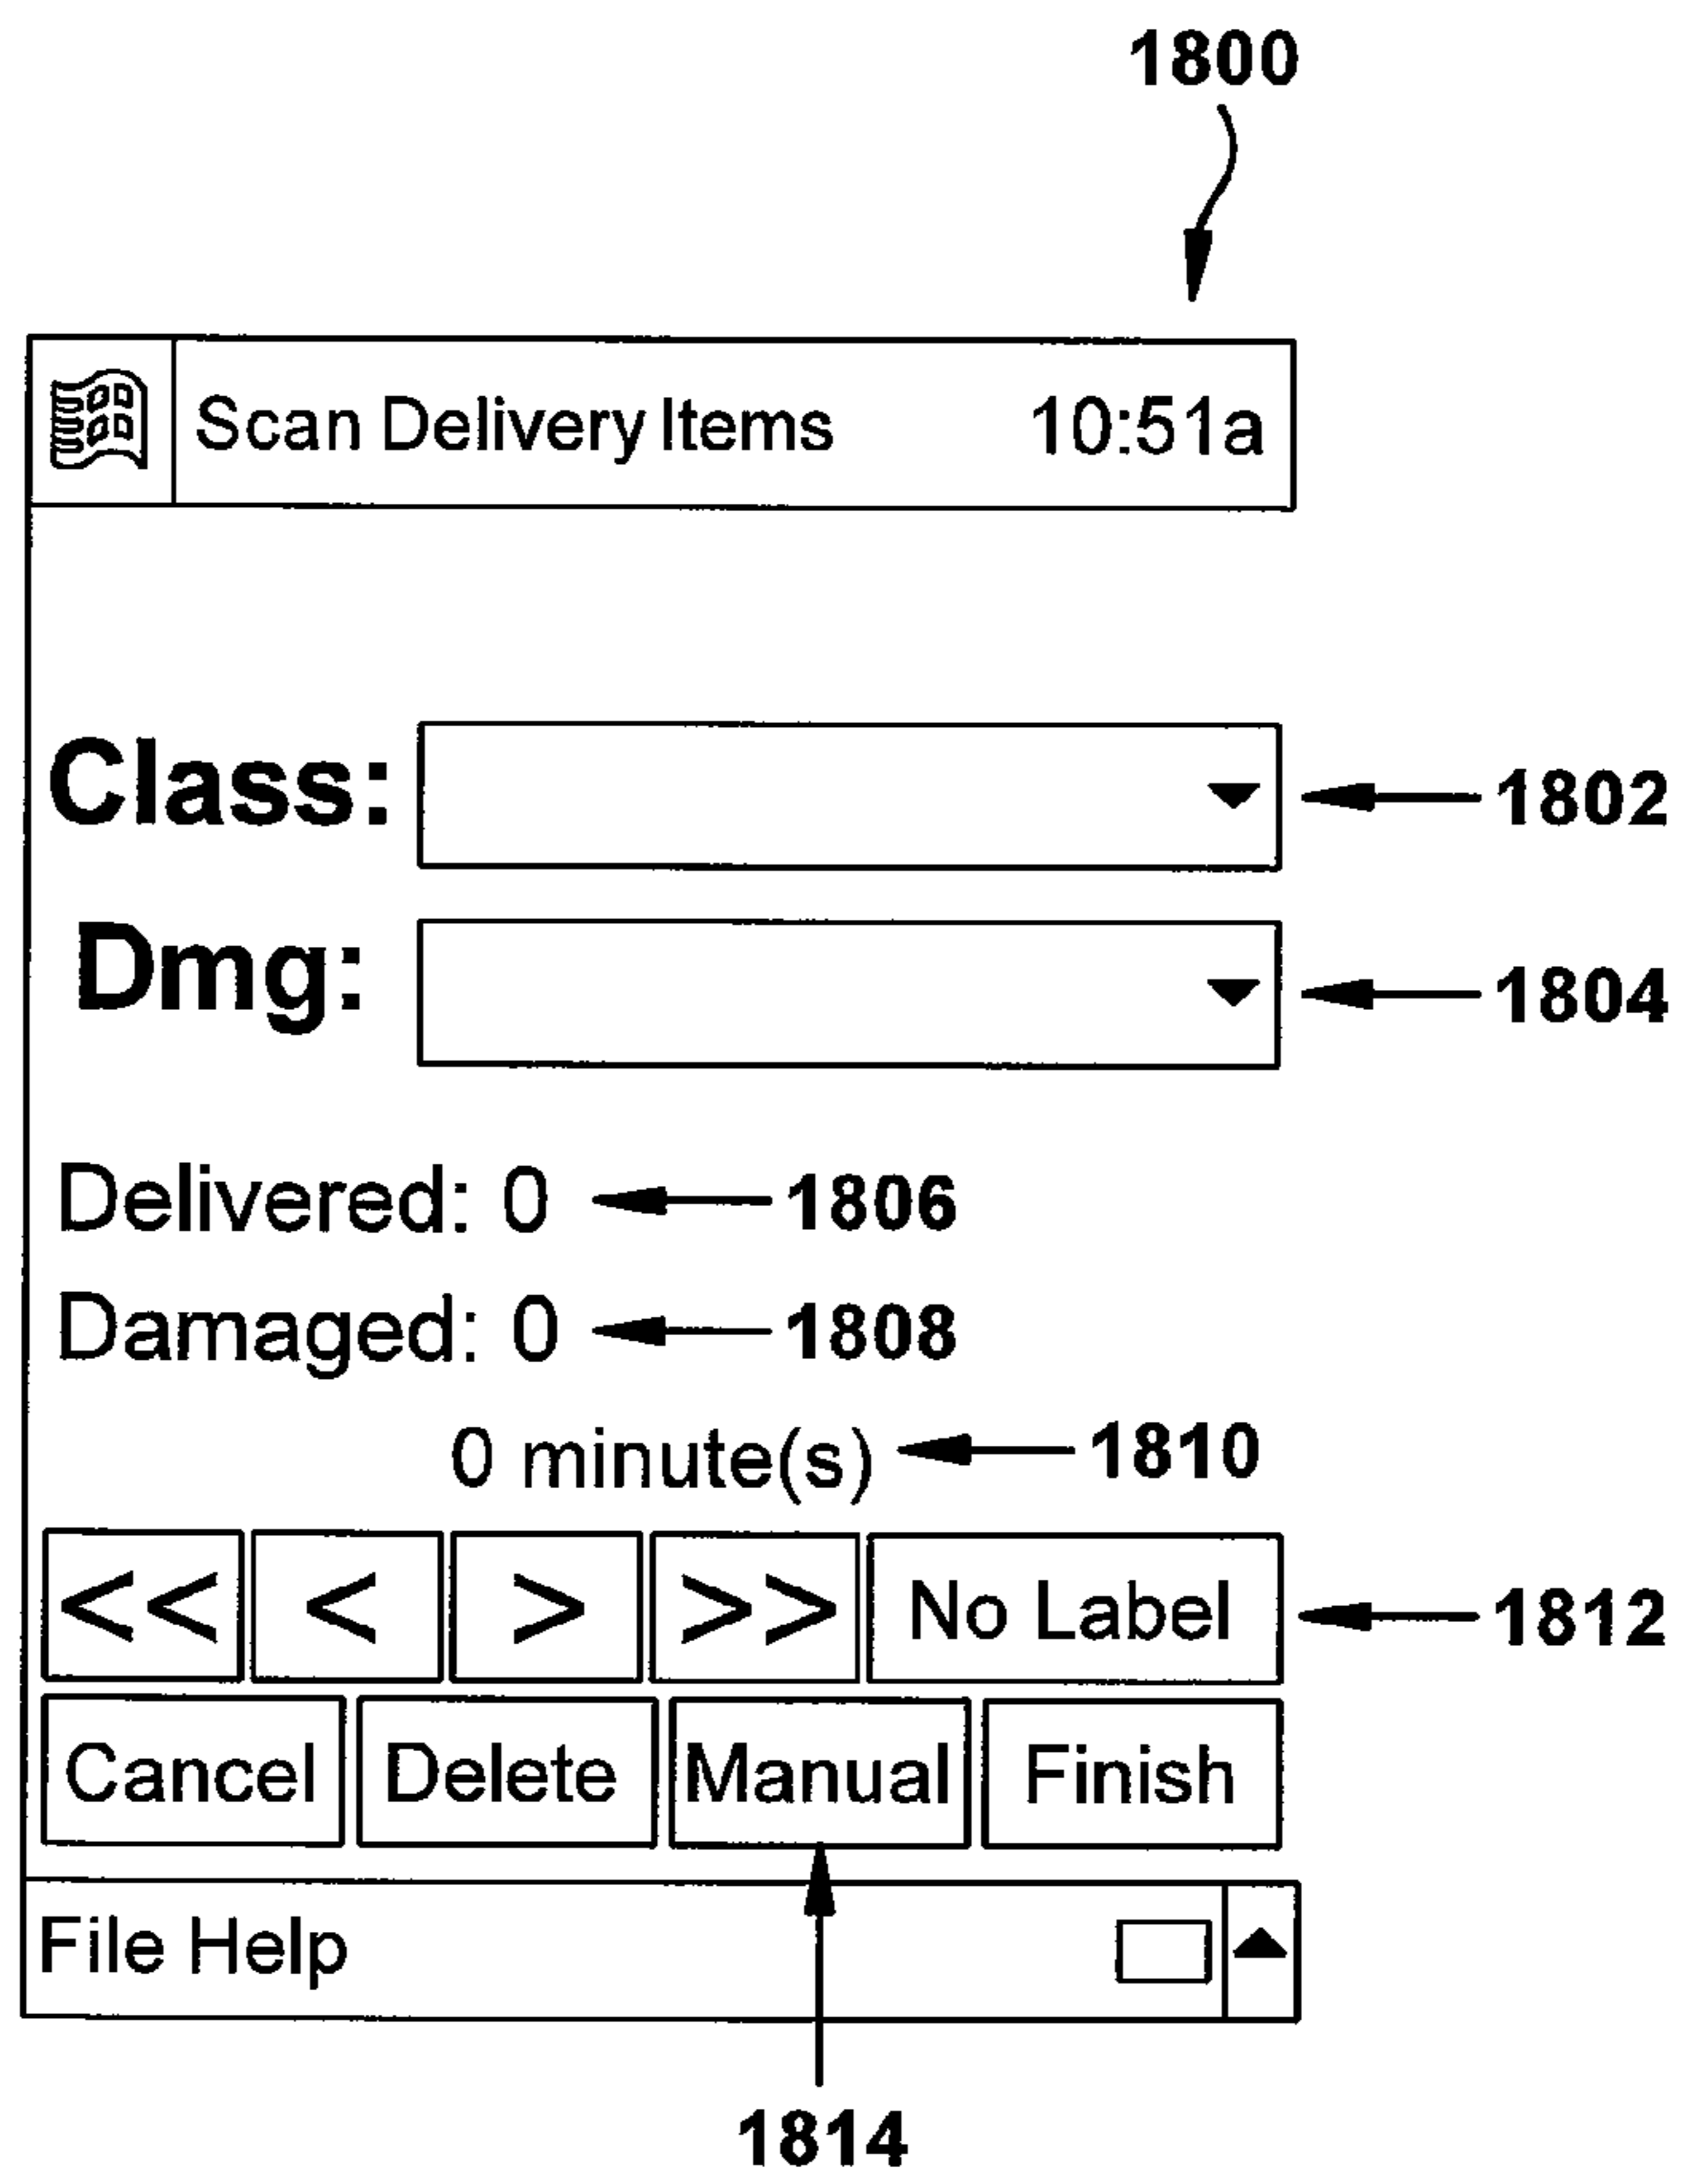 1800
Scan Delivery Items 10:51a
Class: 1802
Dmg: 1804
Delivered: 0 1806
Damaged: 0 1808
0 minute(s) 1810
<< < > >> No Label 1812
Cancel Delete Manual Finish
File Help
1814